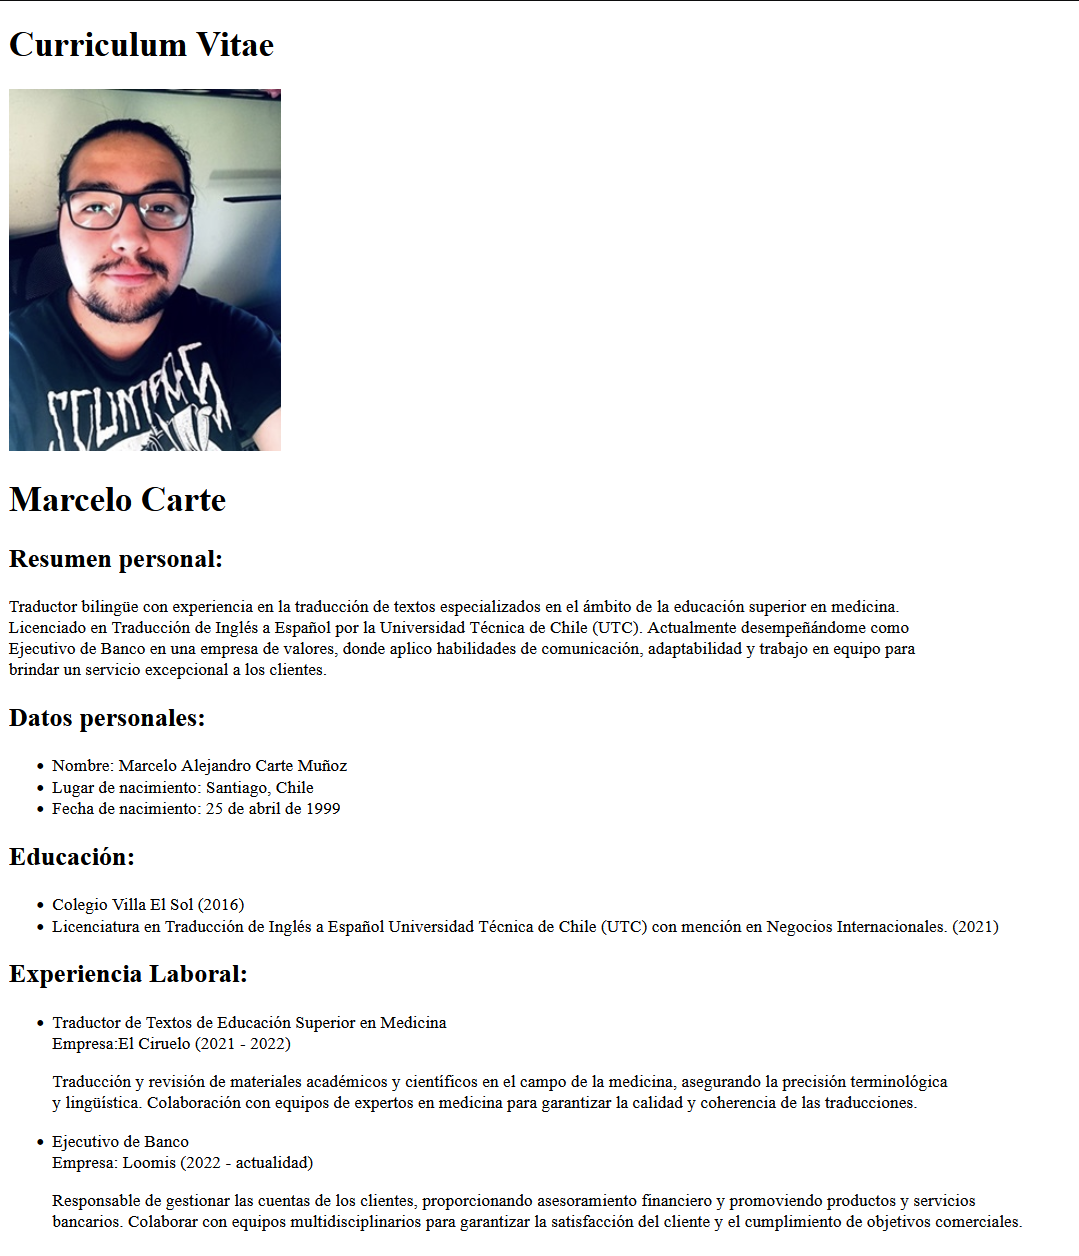 Curriculum Vitae
Marcelo Carte
Resumen personal:
Traductor bilingüe con experiencia en la traducción de textos especializados en el ámbito de la educación superior en medicina.
Licenciado en Traducción de Inglés a Español por la Universidad Técnica de Chile (UTC). Actualmente desempeñándome como
Ejecutivo de Banco en una empresa de valores, donde aplico habilidades de comunicación, adaptabilidad y trabajo en equipo para
brindar un servicio excepcional a los clientes.
Datos personales:
• Nombre: Marcelo Alejandro Carte Muñoz
• Lugar de nacimiento: Santiago, Chile
• Fecha de nacimiento: 25 de abril de 1999
Educación:
• Colegio Villa El Sol (2016)
• Licenciatura en Traducción de Inglés a Español Universidad Técnica de Chile (UTC) con mención en Negocios Internacionales. (2021)
Experiencia Laboral:
• Traductor de Textos de Educación Superior en Medicina
Empresa:El Ciruelo (2021 - 2022)
Traducción y revisión de materiales académicos y científicos en el campo de la medicina, asegurando la precisión terminológica
y lingüística. Colaboración con equipos de expertos en medicina para garantizar la calidad y coherencia de las traducciones.
• Ejecutivo de Banco
Empresa: Loomis (2022 - actualidad)
Responsable de gestionar las cuentas de los clientes, proporcionando asesoramiento financiero y promoviendo productos y servicios
bancarios. Colaborar con equipos multidisciplinarios para garantizar la satisfacción del cliente y el cumplimiento de objetivos comerciales.